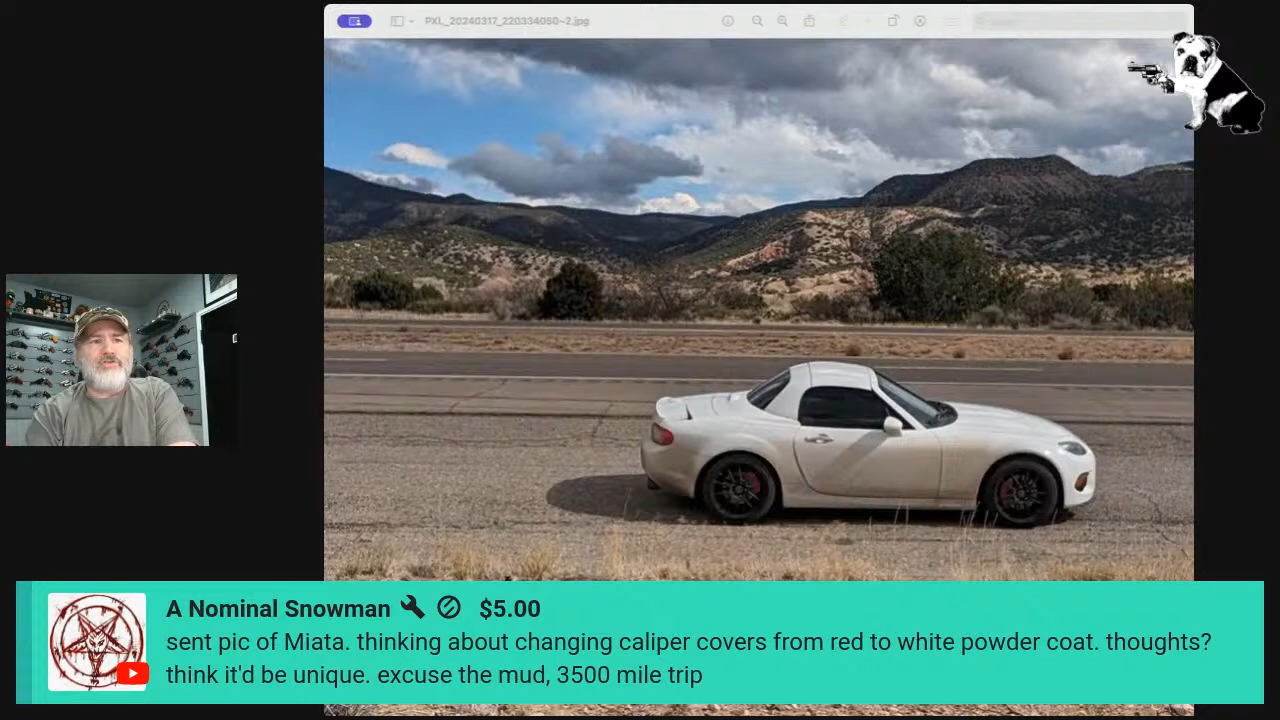 PXL_20240317_220334050~2.jpg
A Nominal Snowman $5.00
sent pic of Miata. thinking about changing caliper covers from red to white powder coat. thoughts?
think it'd be unique. excuse the mud, 3500 mile trip